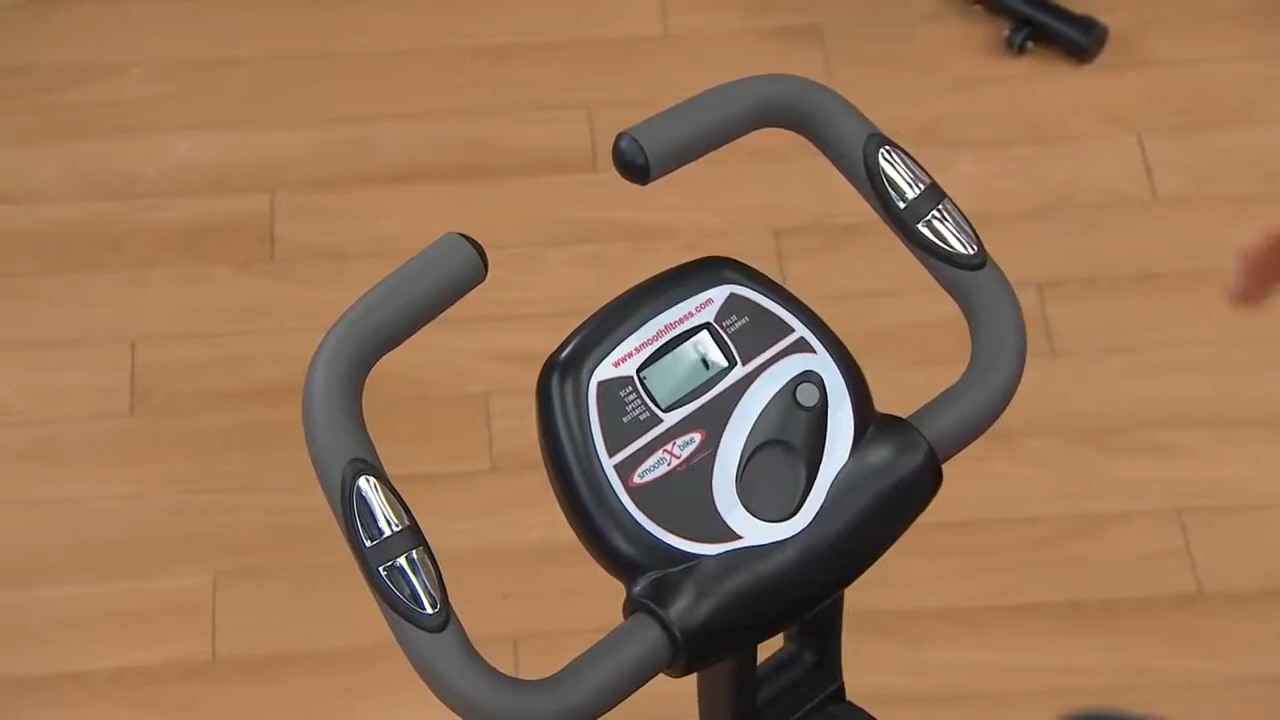 www.smoothfitness.com
PULSE
CALORIES
SCAN
TIME
SPEED
DISTANCE
ODO
smooth X bike